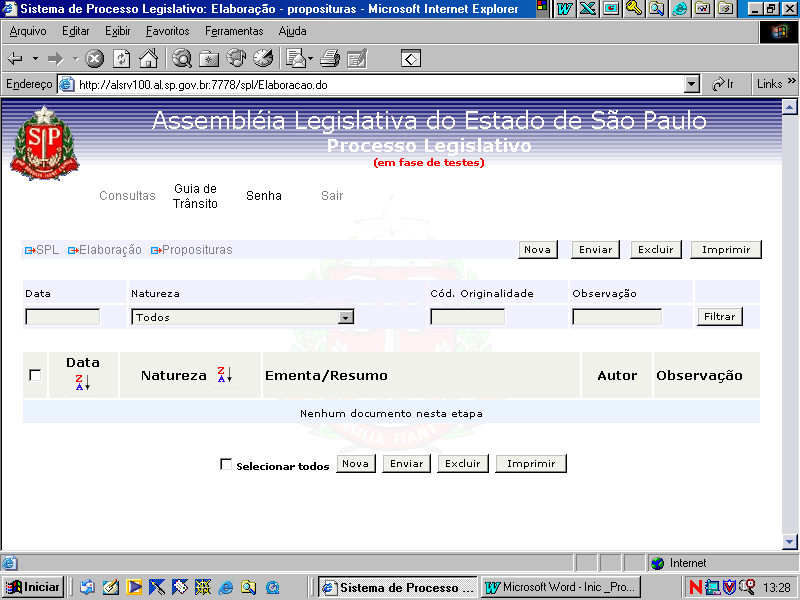 Sistema de Processo Legislativo: Elaboração - proposituras - Microsoft Internet Explorer
Arquivo Editar Exibir Favoritos Ferramentas Ajuda
Endereço http://alsrv100.al.sp.gov.br:7778/spl/Elaboracao.do Ir Links »
Assembléia Legislativa do Estado de São Paulo
Processo Legislativo
(em fase de testes)
SP
Consultas Guia de Trânsito Senha Sair
SPL Elaboração Proposituras Nova Enviar Excluir Imprimir
Data Natureza Cód. Originalidade Observação
Todos Filtrar
Data Natureza Ementa/Resumo Autor Observação
Nenhum documento nesta etapa
Selecionar todos Nova Enviar Excluir Imprimir
Internet
Iniciar Sistema de Processo ... Microsoft Word - Inic _Pro... 13:28